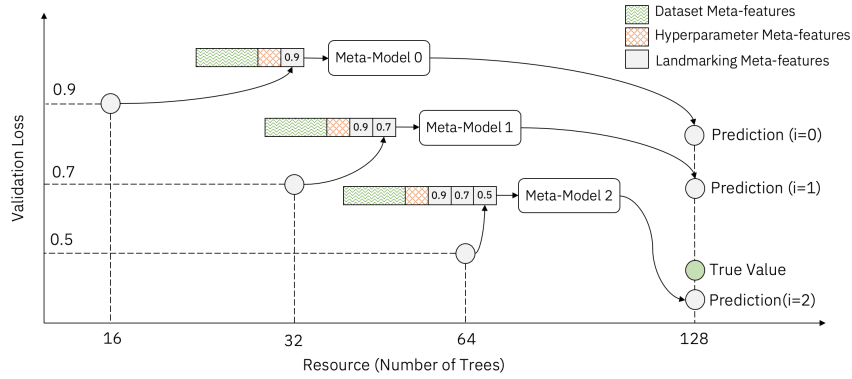 Dataset Meta-features
Hyperparameter Meta-features
Landmarking Meta-features
0.9
Meta-Model 0
0.9
0.9 0.7
Meta-Model 1
Prediction (i=0)
0.7
0.9 0.7 0.5
Meta-Model 2
Prediction (i=1)
0.5
True Value
Prediction(i=2)
Validation Loss
16
32
64
128
Resource (Number of Trees)